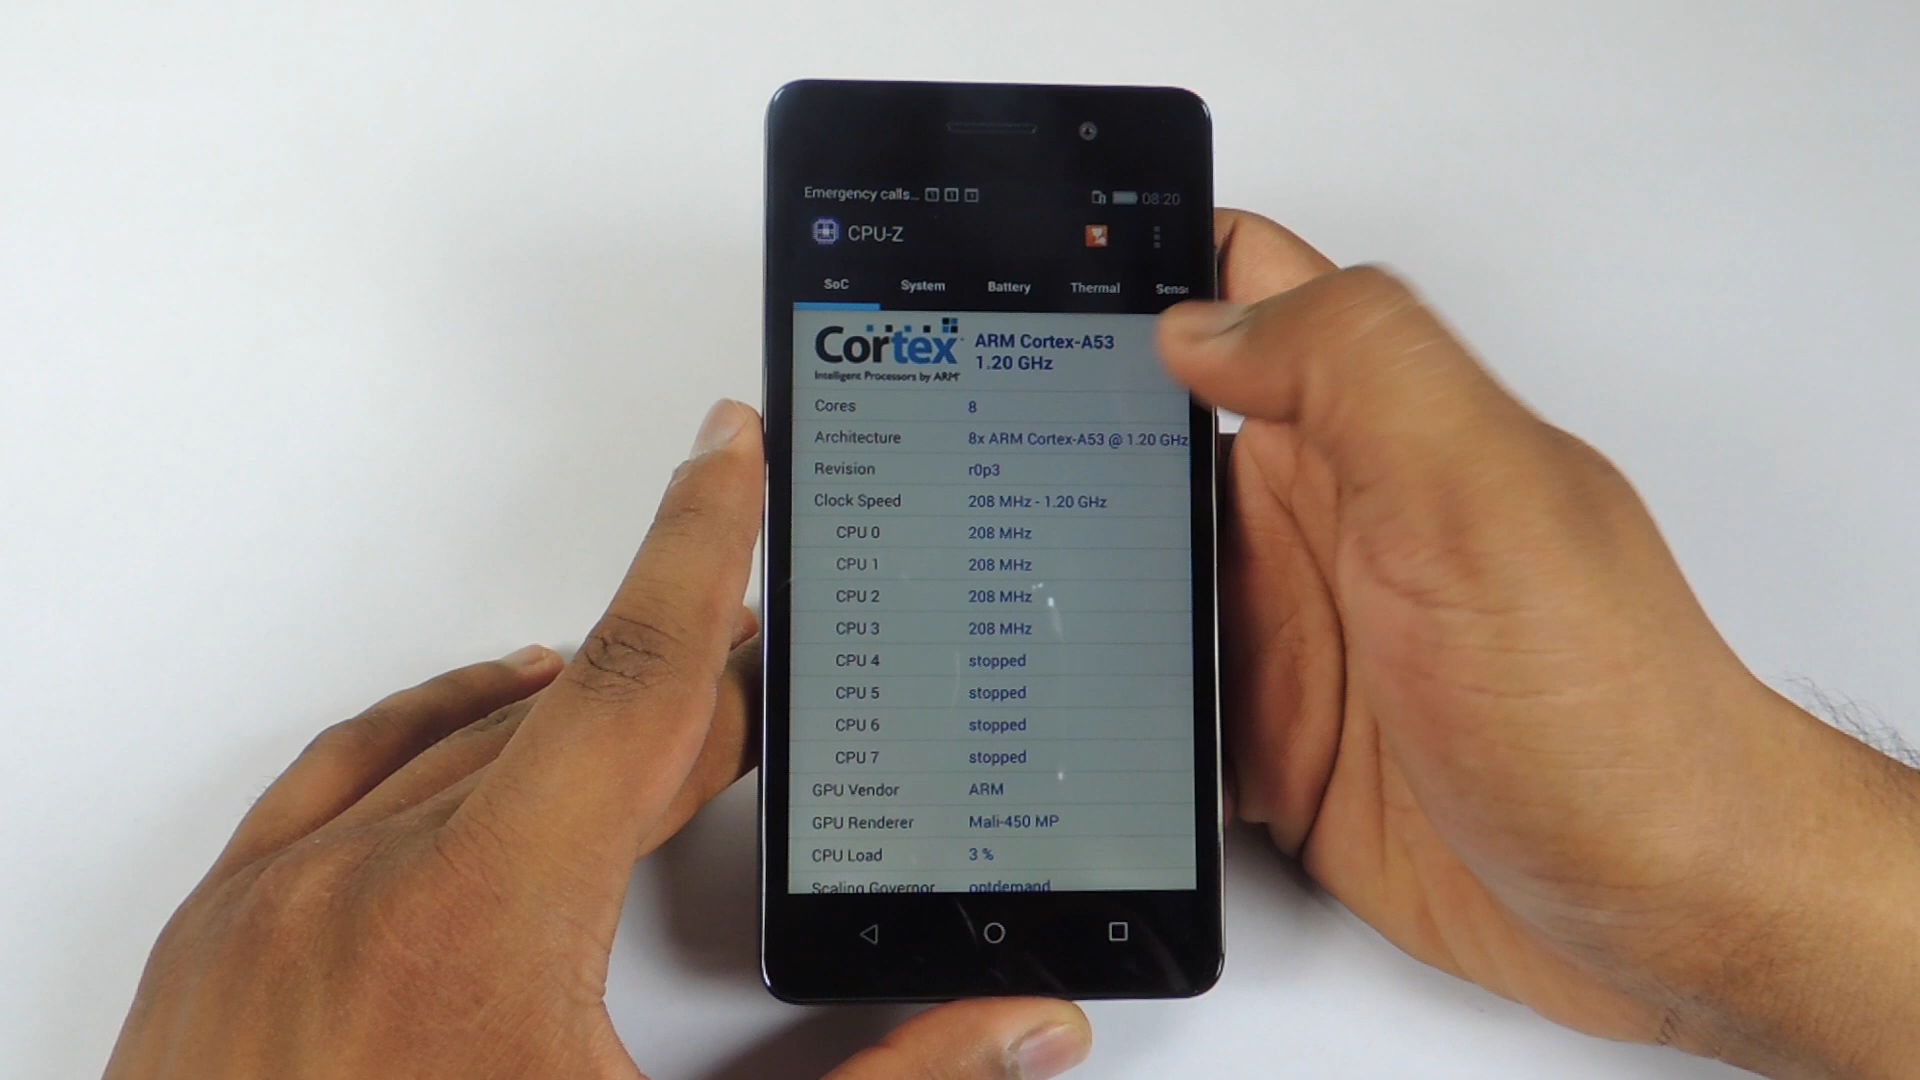 Emergency calls... 08:20
CPU-Z
SoC System Battery Thermal Sens
Cortex
Intelligent Processors by ARM
ARM Cortex-A53
1.20 GHz
Cores 8
Architecture 8x ARM Cortex-A53 @ 1.20 GHz
Revision r0p3
Clock Speed 208 MHz - 1.20 GHz
CPU 0 208 MHz
CPU 1 208 MHz
CPU 2 208 MHz
CPU 3 208 MHz
CPU 4 stopped
CPU 5 stopped
CPU 6 stopped
CPU 7 stopped
GPU Vendor ARM
GPU Renderer Mali-450 MP
CPU Load 3 %
Scaling Governor